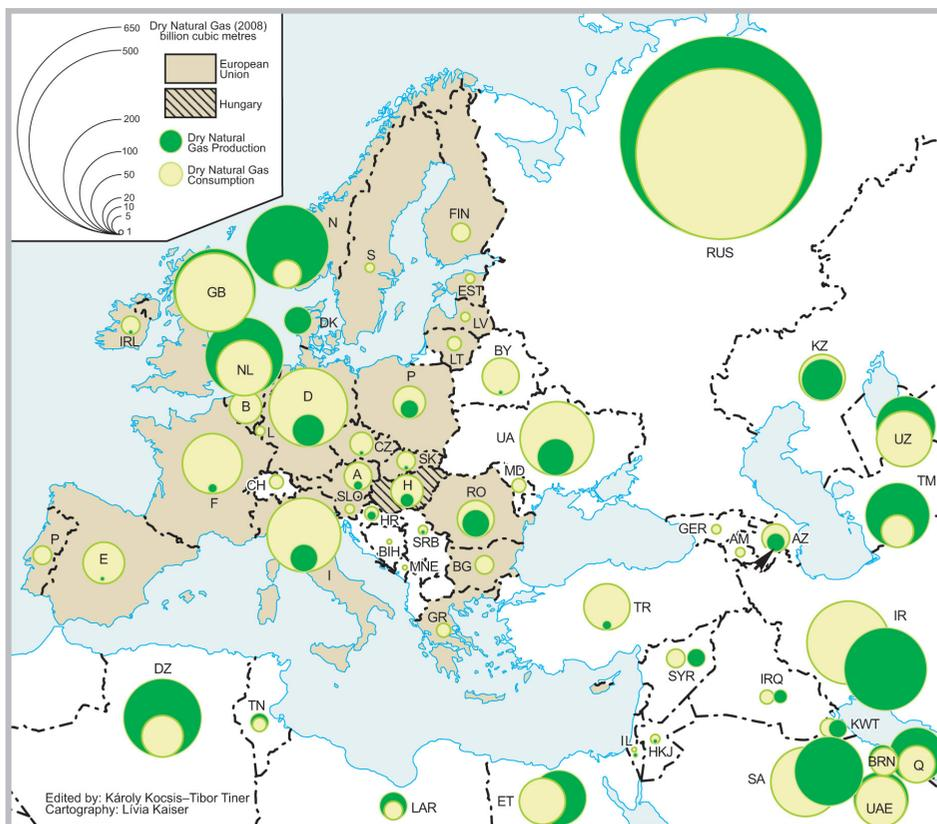 Dry Natural Gas (2008)
billion cubic metres
650
500
200
100
50
20
10
5
1
European
Union
Hungary
Dry Natural
Gas Production
Dry Natural Gas
Consumption
N
FIN
S
RUS
GB
EST
DK
LV
IRL
LT
BY
KZ
NL
P
D
B
UA
UZ
L
CZ
SK
A
H
MD
RO
TM
CH
F
SLO
HR
SRB
BIH
MNE
BG
GER
AM
AZ
P
E
I
GR
TR
IR
DZ
TN
SYR
IRQ
KWT
IL
HKJ
BRN
Q
SA
UAE
LAR
ET
Edited by: Károly Kocsis–Tibor Tiner
Cartography: Lívia Kaiser